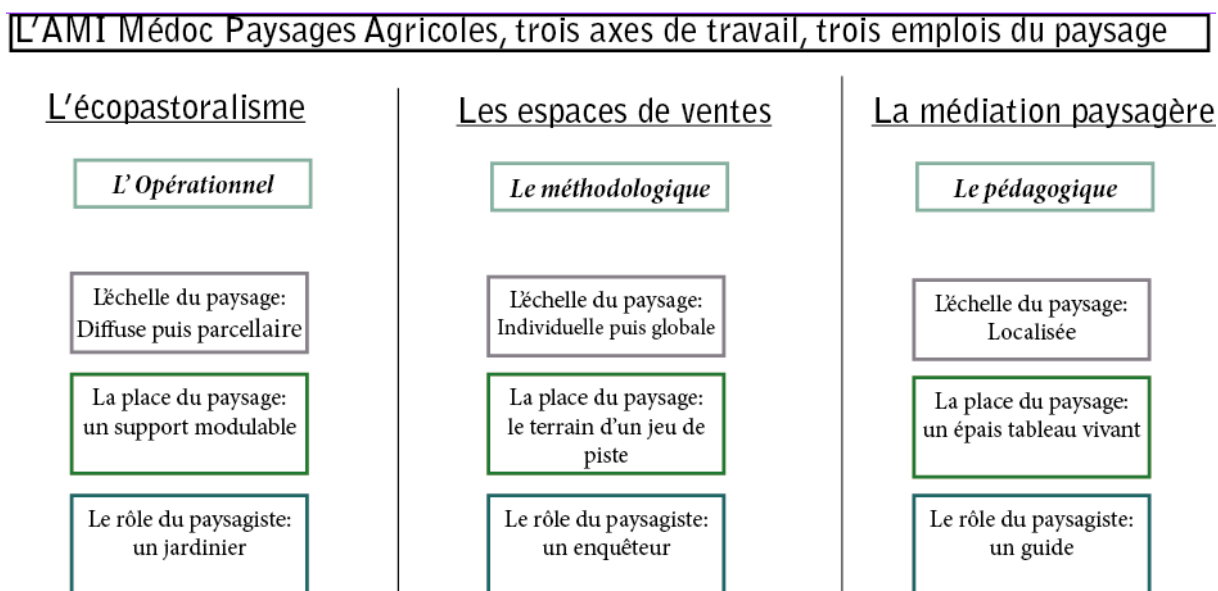 L'AMI Médoc Paysages Agricoles, trois axes de travail, trois emplois du paysage
L'écopastoralisme
L' Opérationnel
L'échelle du paysage:
Diffuse puis parcellaire
La place du paysage:
un support modulable
Le rôle du paysagiste:
un jardinier
Les espaces de ventes
Le méthodologique
L'échelle du paysage:
Individuelle puis globale
La place du paysage:
le terrain d'un jeu de
piste
Le rôle du paysagiste:
un enquêteur
La médiation paysagère
Le pédagogique
L'échelle du paysage:
Localisée
La place du paysage:
un épais tableau vivant
Le rôle du paysagiste:
un guide